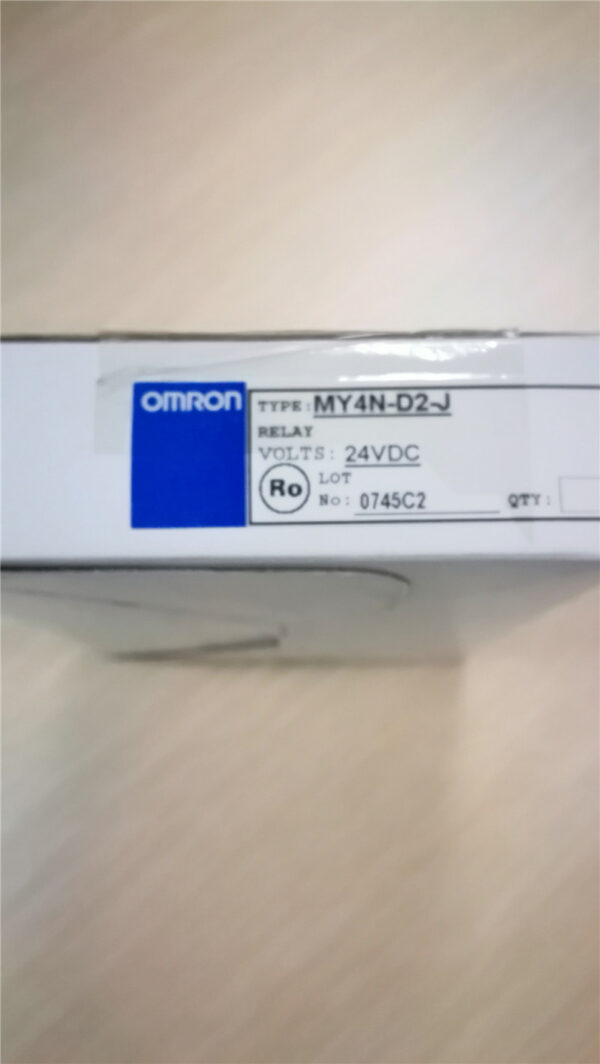 OMRON
TYPE: MY4N-D2-J
RELAY
VOLTS: 24VDC
Ro
LOT
No: 0745C2
QTY: